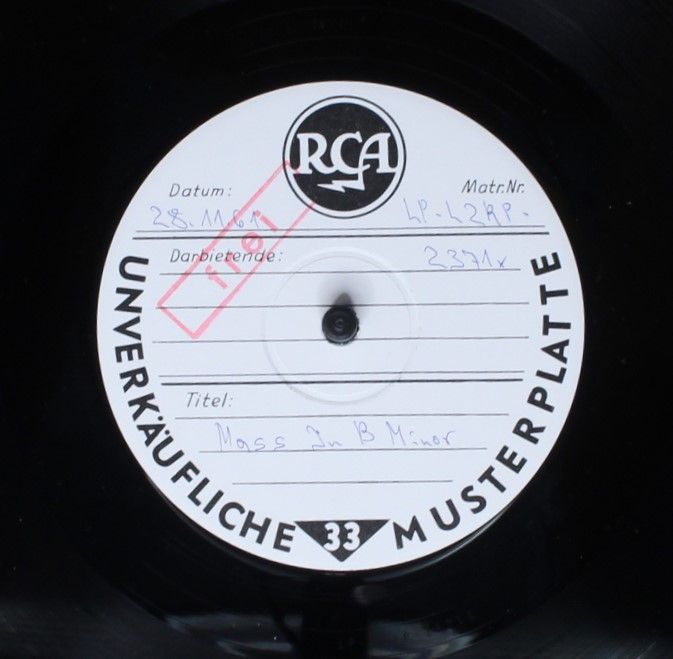 RCA
Datum:
Matr.Nr.
28.11.61
LP-L2RP-
frei
Darbietende:
2371x
Titel:
Mass In B Minor
UNVERKÄUFLICHE 33 MUSTERPLATTE